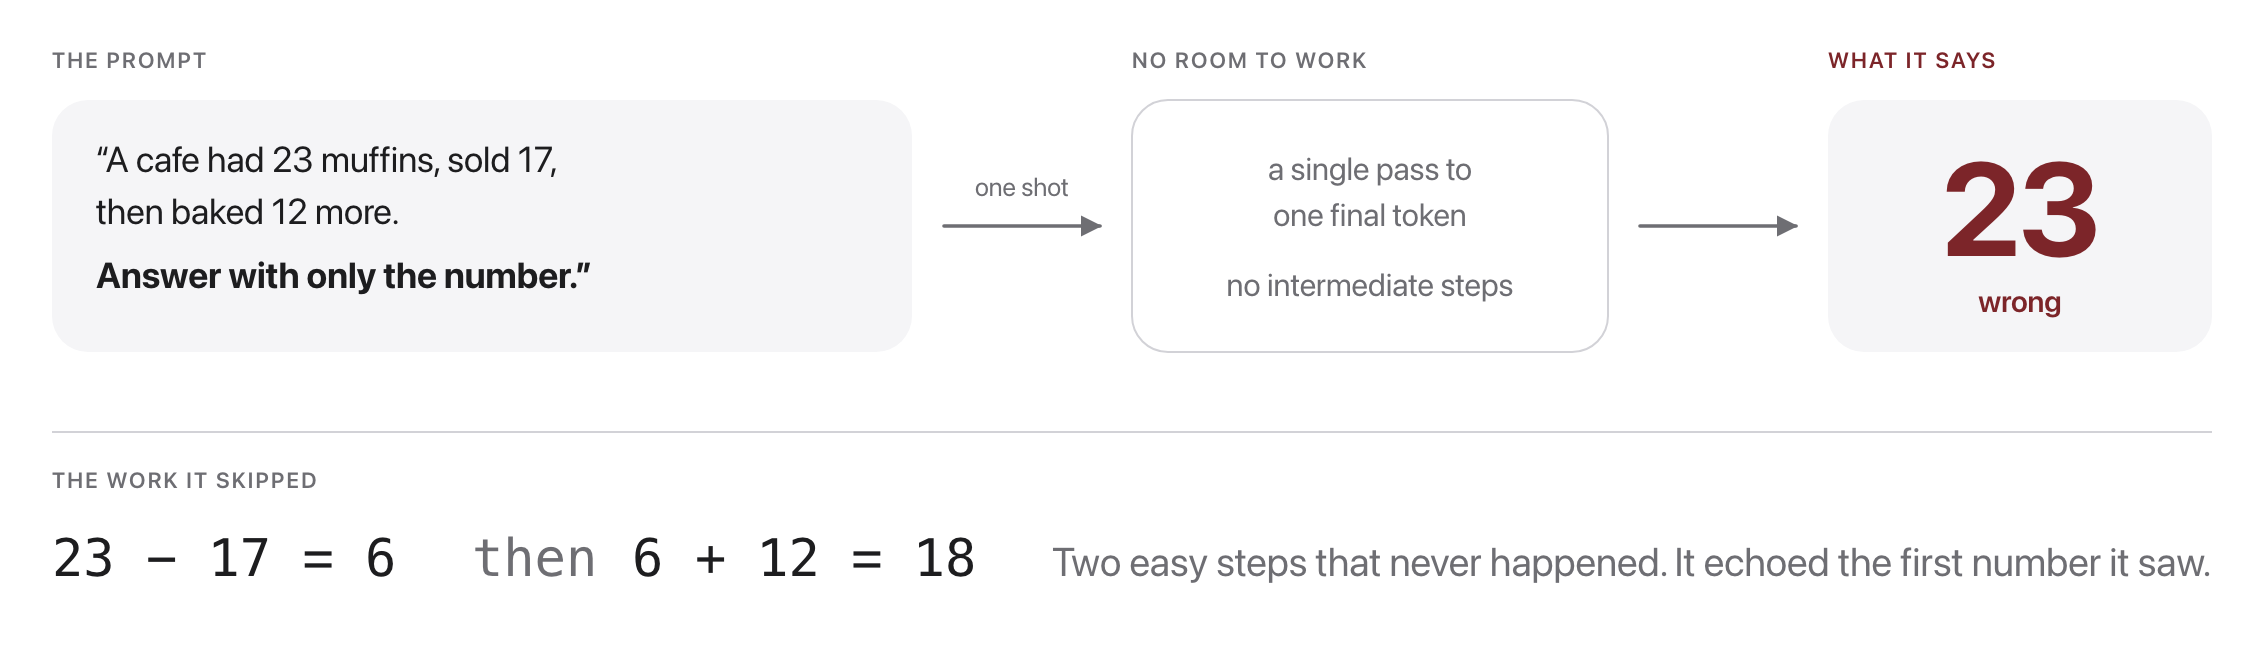 THE PROMPT
“A cafe had 23 muffins, sold 17,
then baked 12 more.
Answer with only the number.”
one shot
NO ROOM TO WORK
a single pass to
one final token
no intermediate steps
WHAT IT SAYS
23
wrong
THE WORK IT SKIPPED
23 − 17 = 6 then 6 + 12 = 18
Two easy steps that never happened. It echoed the first number it saw.